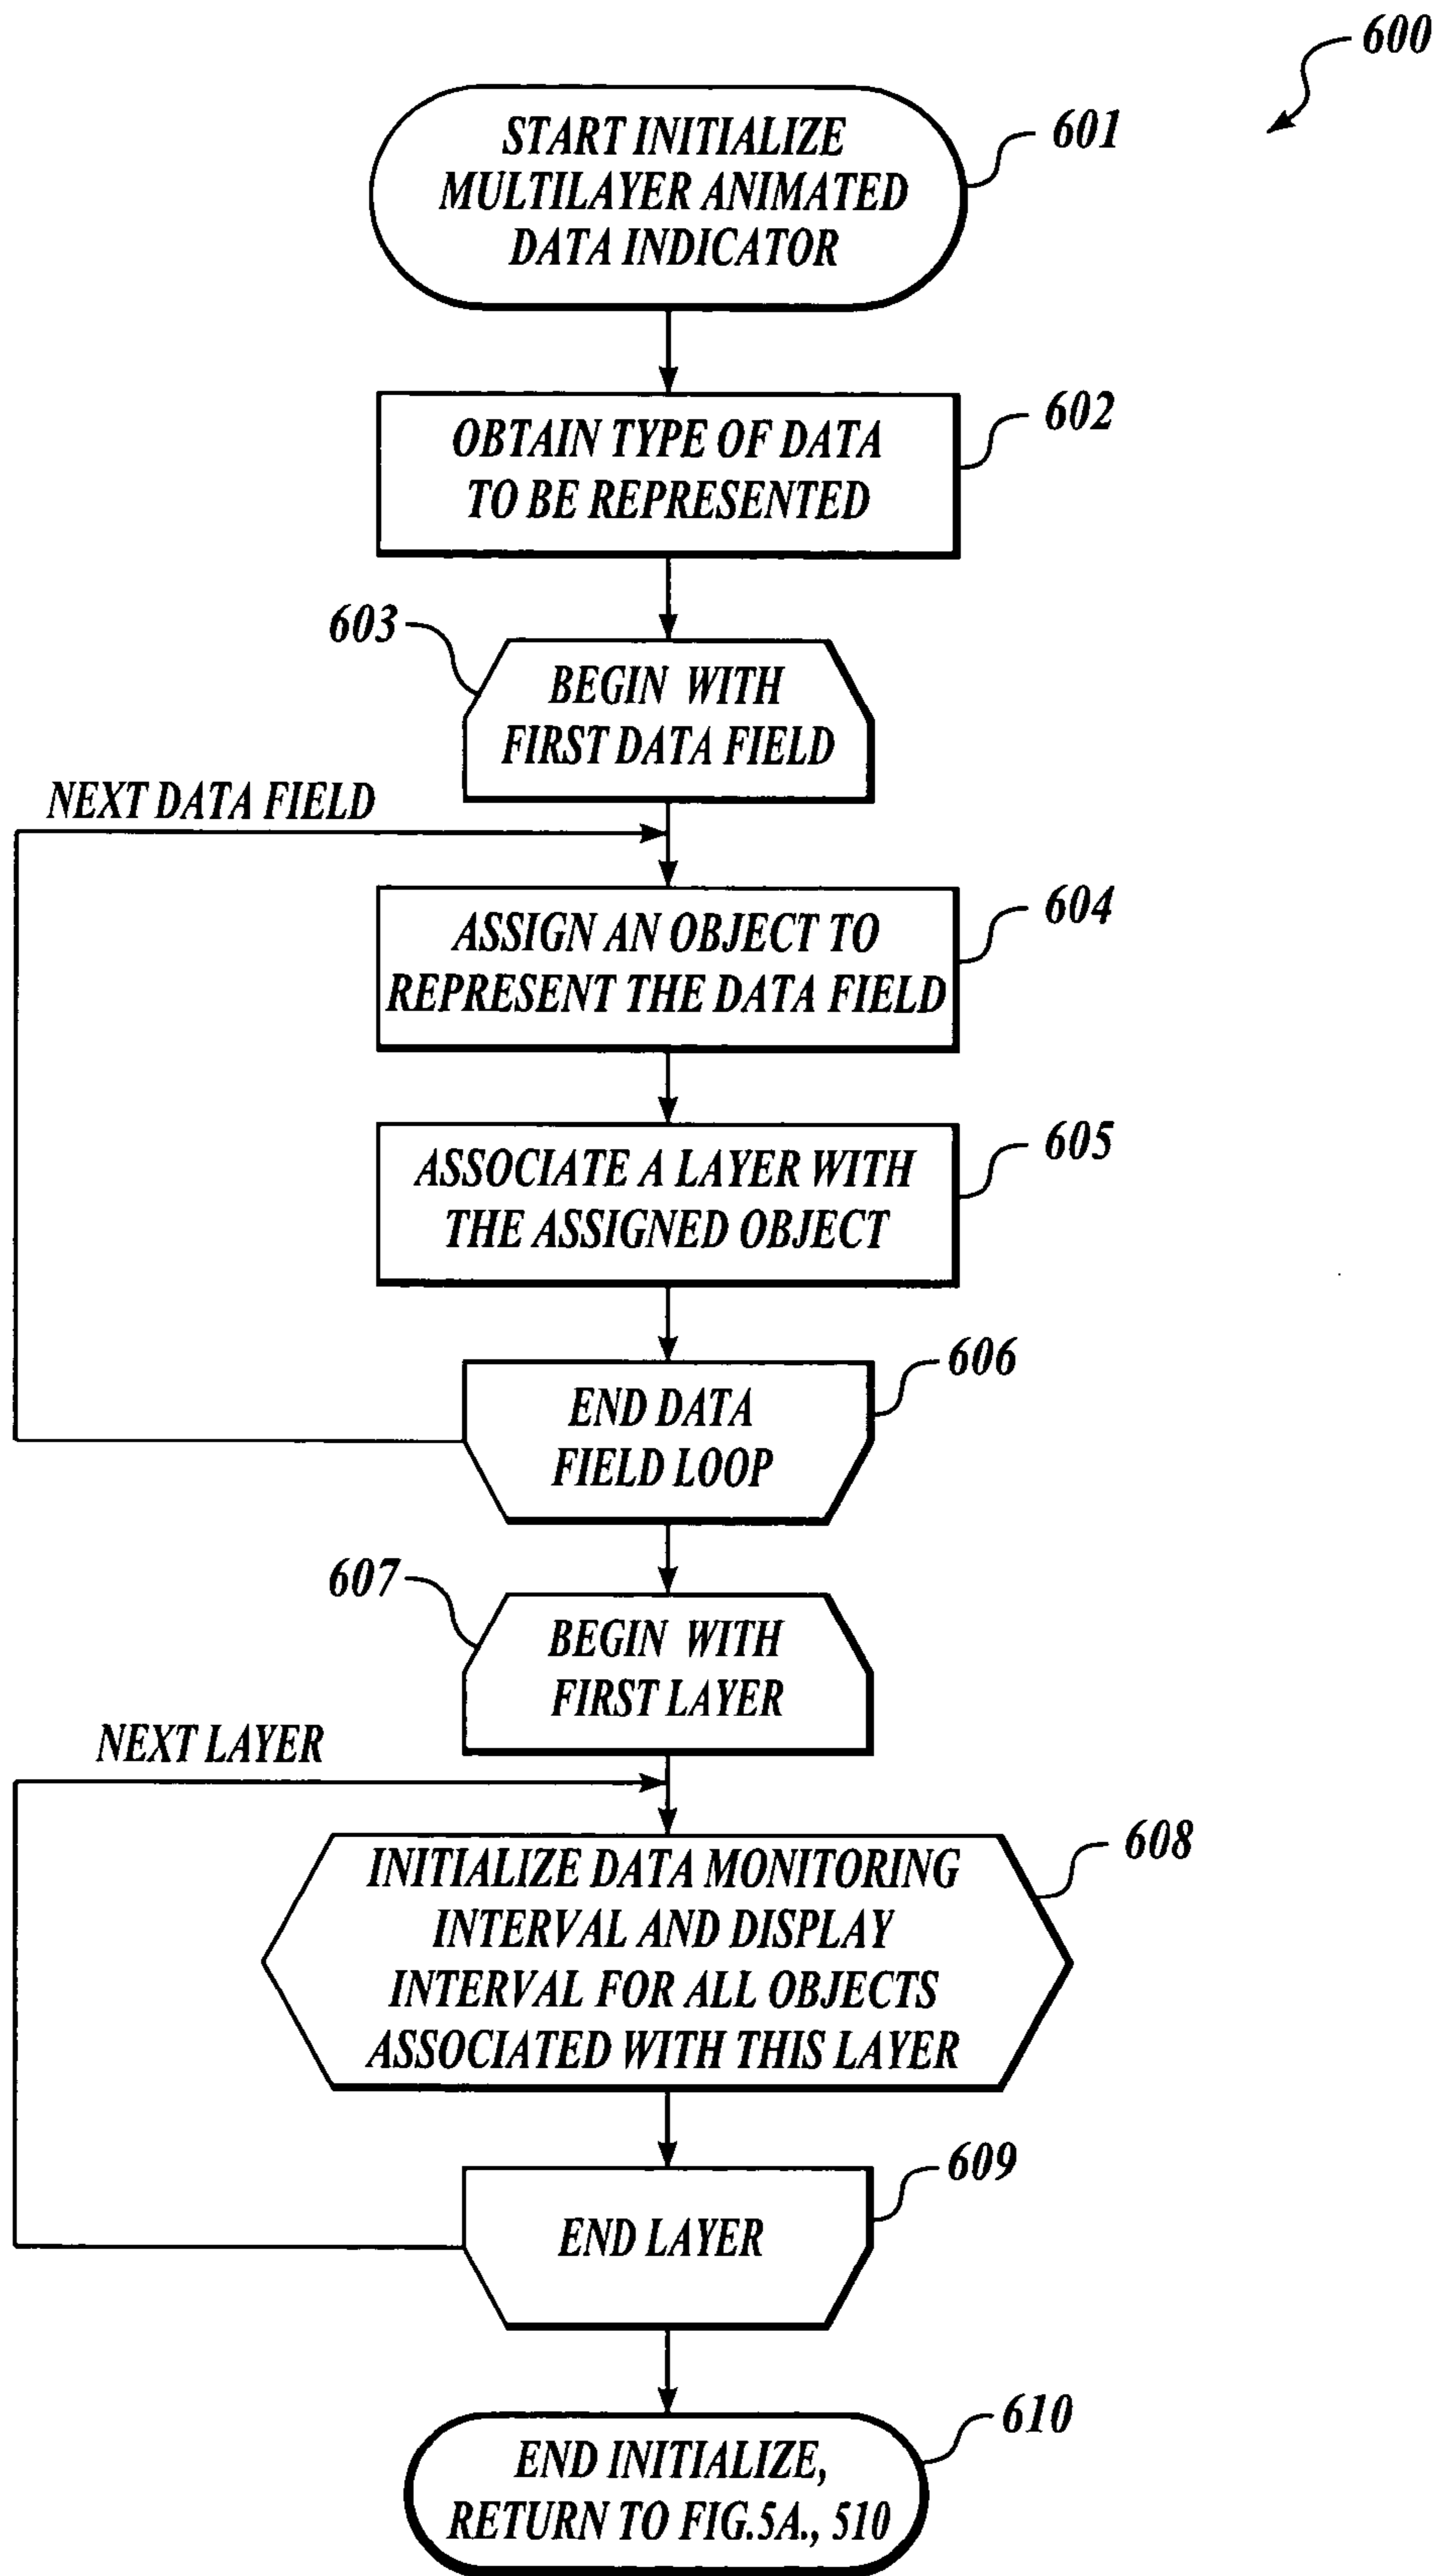 600
START INITIALIZE
MULTILAYER ANIMATED
DATA INDICATOR
601
OBTAIN TYPE OF DATA
TO BE REPRESENTED
602
603
BEGIN WITH
FIRST DATA FIELD
NEXT DATA FIELD
ASSIGN AN OBJECT TO
REPRESENT THE DATA FIELD
604
ASSOCIATE A LAYER WITH
THE ASSIGNED OBJECT
605
END DATA
FIELD LOOP
606
607
BEGIN WITH
FIRST LAYER
NEXT LAYER
INITIALIZE DATA MONITORING
INTERVAL AND DISPLAY
INTERVAL FOR ALL OBJECTS
ASSOCIATED WITH THIS LAYER
608
END LAYER
609
END INITIALIZE,
RETURN TO FIG.5A., 510
610